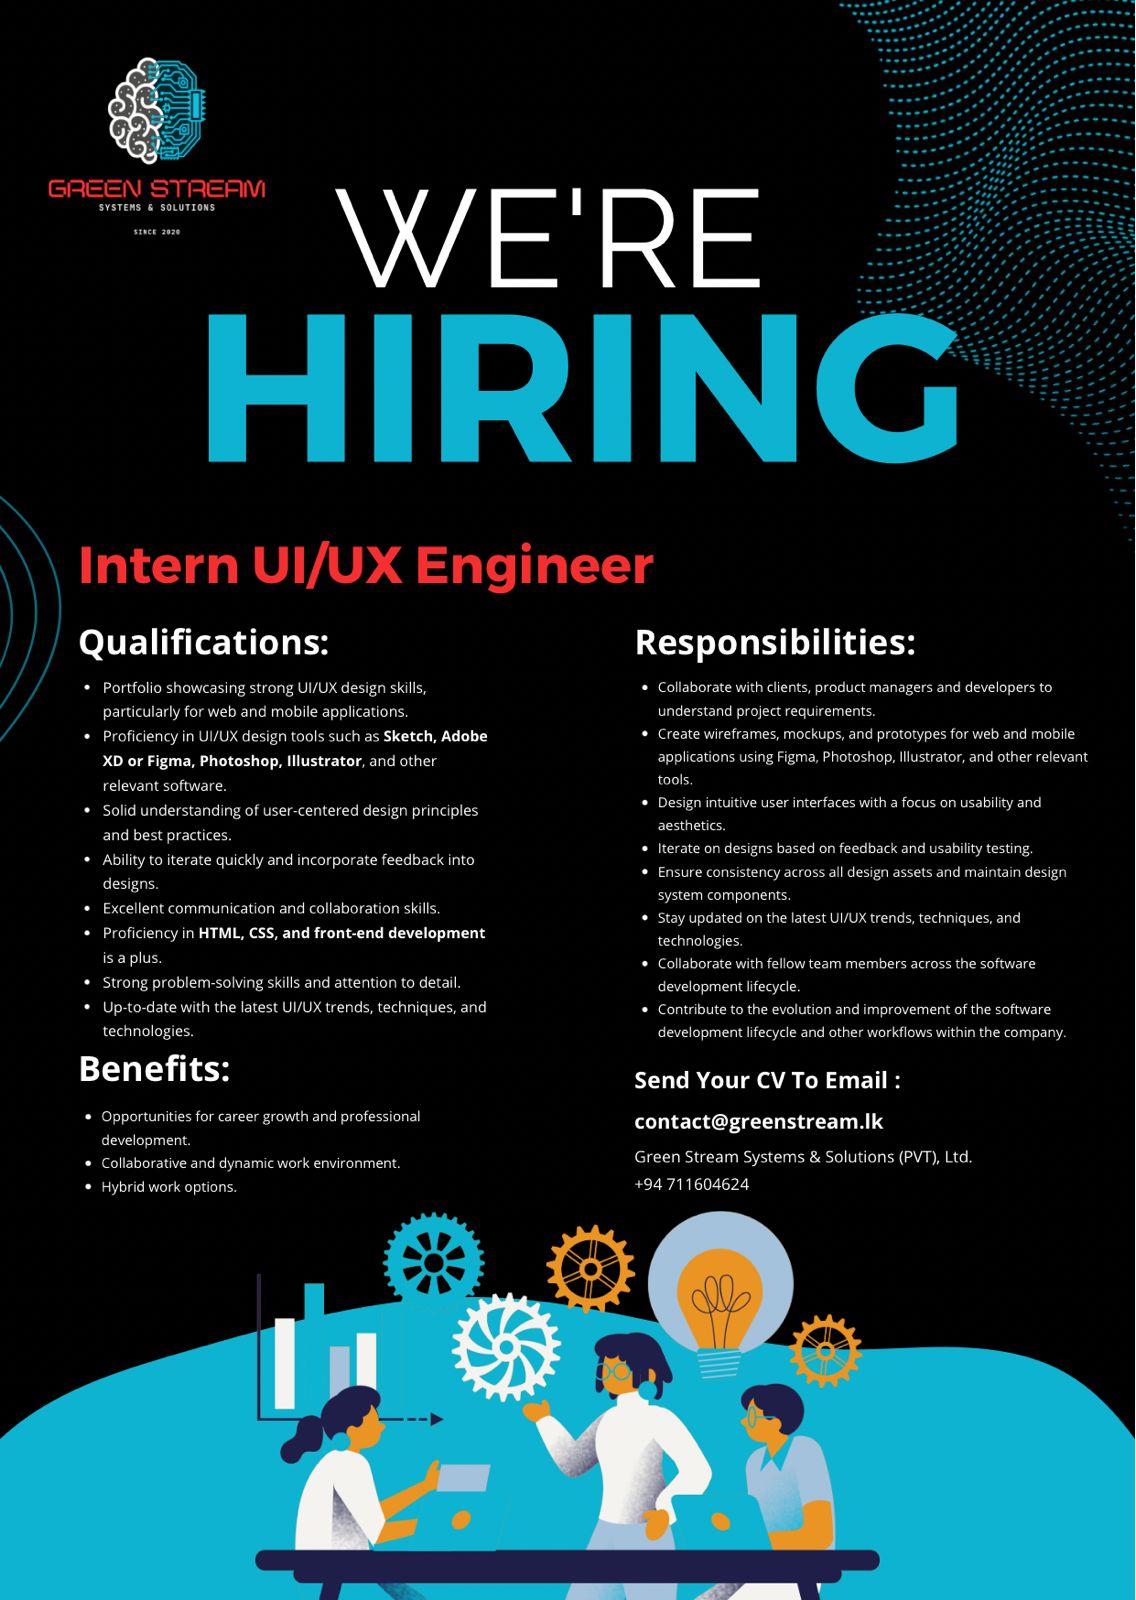 GREEN STREAM
SYSTEMS & SOLUTIONS
SINCE 2020
WE'RE
HIRING
Intern UI/UX Engineer
Qualifications:
• Portfolio showcasing strong UI/UX design skills,
particularly for web and mobile applications.
• Proficiency in UI/UX design tools such as Sketch, Adobe
XD or Figma, Photoshop, Illustrator, and other
relevant software.
• Solid understanding of user-centered design principles
and best practices.
• Ability to iterate quickly and incorporate feedback into
designs.
• Excellent communication and collaboration skills.
• Proficiency in HTML, CSS, and front-end development
is a plus.
• Strong problem-solving skills and attention to detail.
• Up-to-date with the latest UI/UX trends, techniques, and
technologies.
Benefits:
• Opportunities for career growth and professional
development.
• Collaborative and dynamic work environment.
• Hybrid work options.
Responsibilities:
• Collaborate with clients, product managers and developers to
understand project requirements.
• Create wireframes, mockups, and prototypes for web and mobile
applications using Figma, Photoshop, Illustrator, and other relevant
tools.
• Design intuitive user interfaces with a focus on usability and
aesthetics.
• Iterate on designs based on feedback and usability testing.
• Ensure consistency across all design assets and maintain design
system components.
• Stay updated on the latest UI/UX trends, techniques, and
technologies.
• Collaborate with fellow team members across the software
development lifecycle.
• Contribute to the evolution and improvement of the software
development lifecycle and other workflows within the company.
Send Your CV To Email :
contact@greenstream.lk
Green Stream Systems & Solutions (PVT), Ltd.
+94 711604624